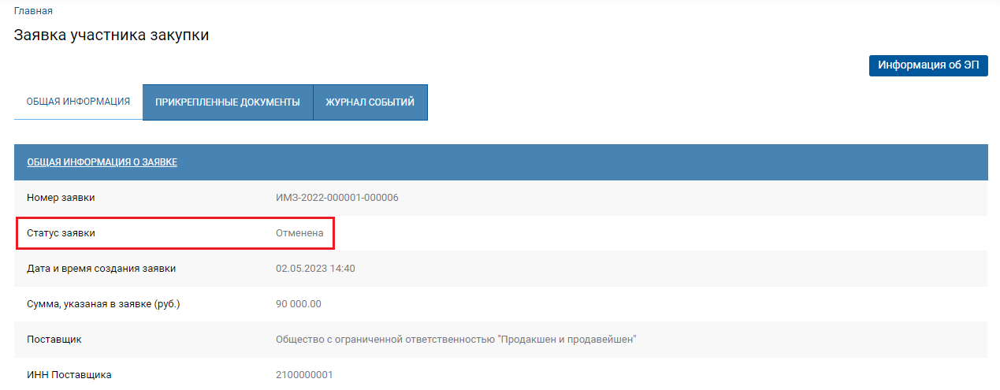 Главная
Заявка участника закупки
Информация об ЭП
ОБЩАЯ ИНФОРМАЦИЯ ПРИКРЕПЛЕННЫЕ ДОКУМЕНТЫ ЖУРНАЛ СОБЫТИЙ
ОБЩАЯ ИНФОРМАЦИЯ О ЗАЯВКЕ
Номер заявки ИМЗ-2022-000001-000006
Статус заявки Отменена
Дата и время создания заявки 02.05.2023 14:40
Сумма, указаная в заявке (руб.) 90 000.00
Поставщик Общество с ограниченной ответственностью "Продакшен и продавейшен"
ИНН Поставщика 2100000001